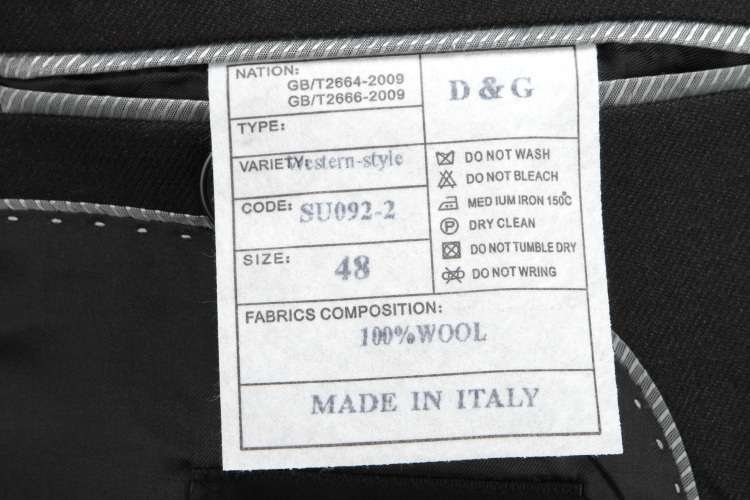 NATION:
GB/T2664-2009
GB/T2666-2009
D & G
TYPE:
VARIETY: Western-style
CODE: SU092-2
SIZE: 48
DO NOT WASH
DO NOT BLEACH
MEDIUM IRON 150°C
P DRY CLEAN
DO NOT TUMBLE DRY
DO NOT WRING
FABRICS COMPOSITION:
100%WOOL
MADE IN ITALY